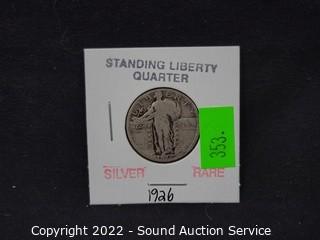 STANDING LIBERTY
QUARTER
353.
SILVER
RARE
1926
Copyright 2022 - Sound Auction Service